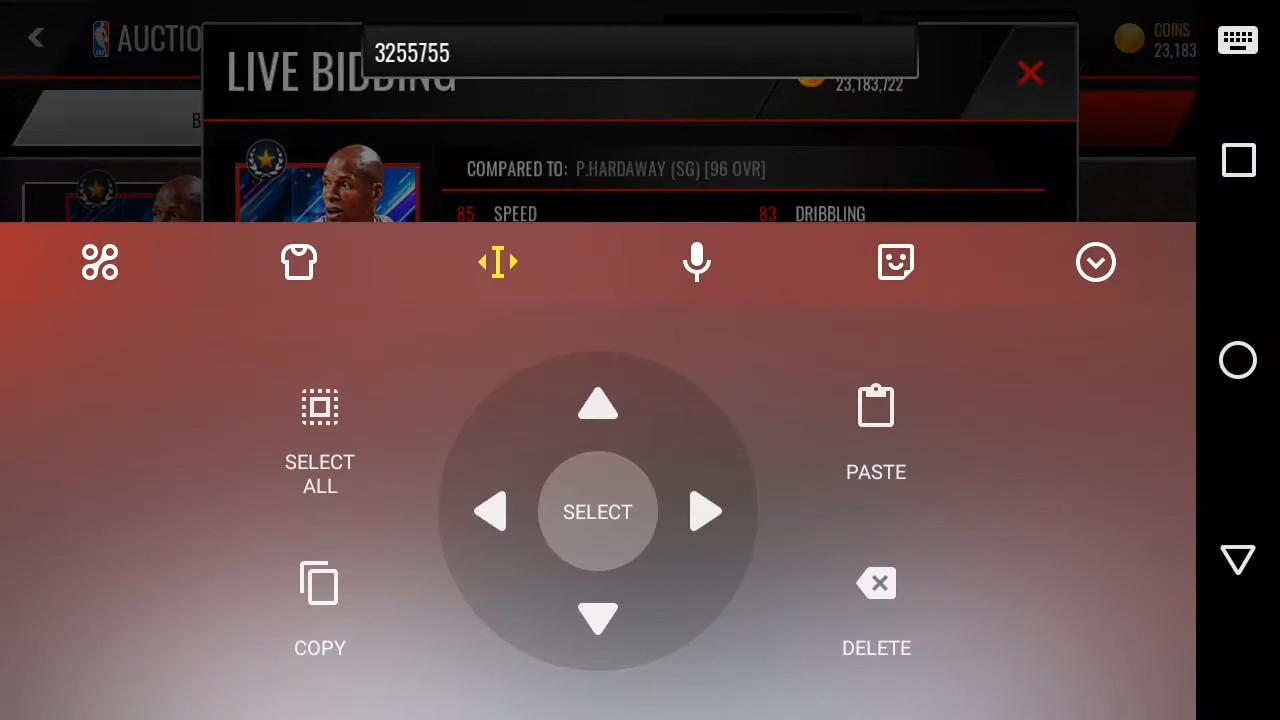 AUCTIO
3255755
LIVE BIDDING
COINS
23,183
23,183,722
B
COMPARED TO: P.HARDAWAY (SG) [96 OVR]
85 SPEED
83 DRIBBLING
SELECT ALL
SELECT
PASTE
COPY
DELETE